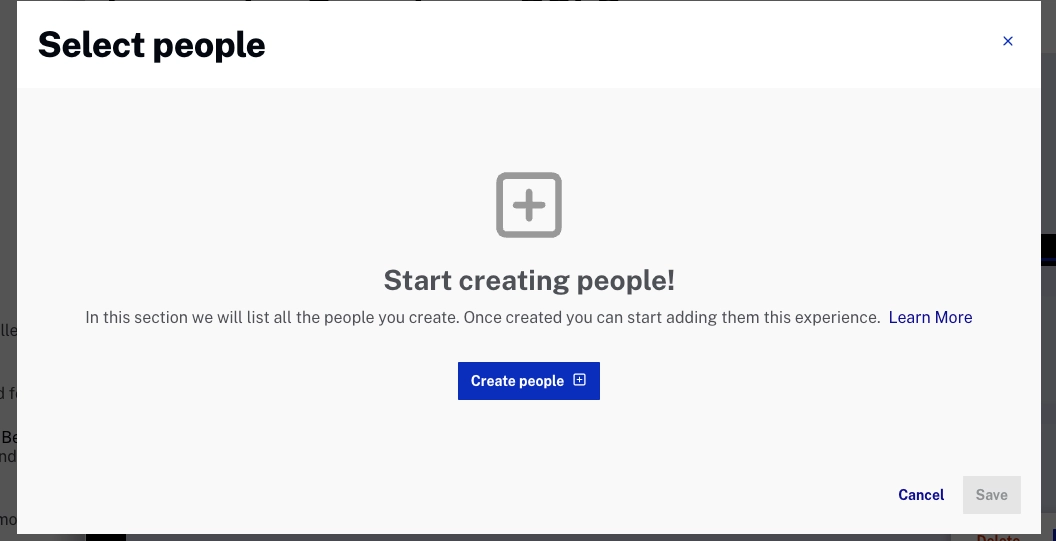 Select people
Start creating people!
In this section we will list all the people you create. Once created you can start adding them this experience. Learn More
Create people
Cancel
Save
Delete